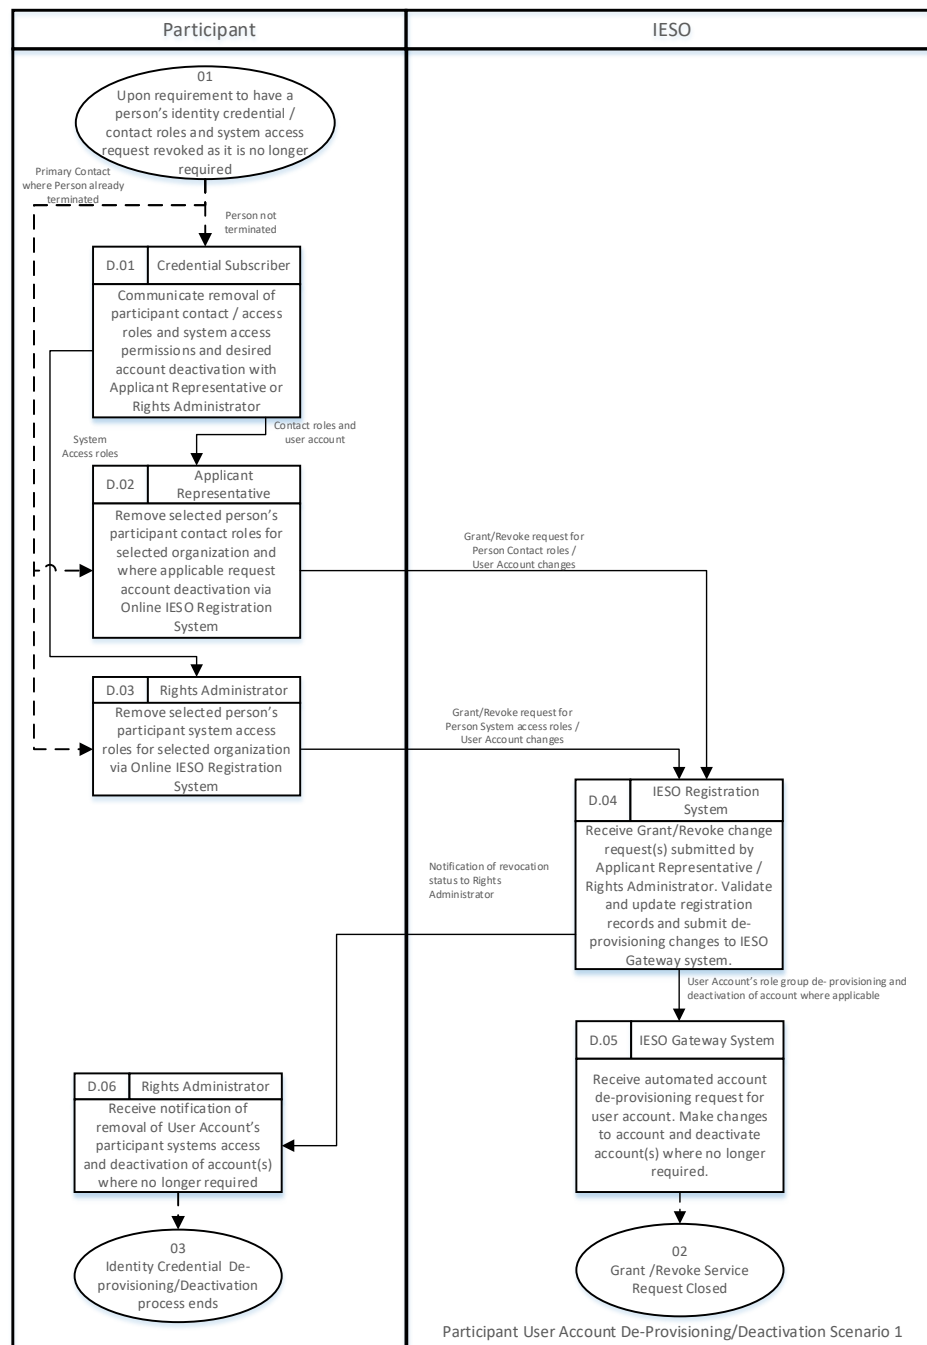 Participant
IESO
01
Upon requirement to have a
person's identity credential /
contact roles and system access
request revoked as it is no longer
required
Primary Contact
where Person already
terminated
Person not
terminated
D.01
Credential Subscriber
Communicate removal of
participant contact / access
roles and system access
permissions and desired
account deactivation with
Applicant Representative or
Rights Administrator
System
Access roles
Contact roles and
user account
D.02
Applicant
Representative
Remove selected person's
participant contact roles for
selected organization and
where applicable request
account deactivation via
Online IESO Registration
System
Grant/Revoke request for
Person Contact roles /
User Account changes
D.03
Rights Administrator
Remove selected person's
participant system access
roles for selected organization
via Online IESO Registration
System
Grant/Revoke request for
Person System access roles /
User Account changes
D.04
IESO Registration
System
Receive Grant/Revoke change
request(s) submitted by
Applicant Representative /
Rights Administrator. Validate
and update registration
records and submit de-
provisioning changes to IESO
Gateway system.
Notification of revocation
status to Rights
Administrator
User Account's role group de- provisioning and
deactivation of account where applicable
D.05
IESO Gateway System
Receive automated account
de-provisioning request for
user account. Make changes
to account and deactivate
account(s) where no longer
required.
D.06
Rights Administrator
Receive notification of
removal of User Account's
participant systems access
and deactivation of account(s)
where no longer required
03
Identity Credential De-
provisioning/Deactivation
process ends
02
Grant /Revoke Service
Request Closed
Participant User Account De-Provisioning/Deactivation Scenario 1